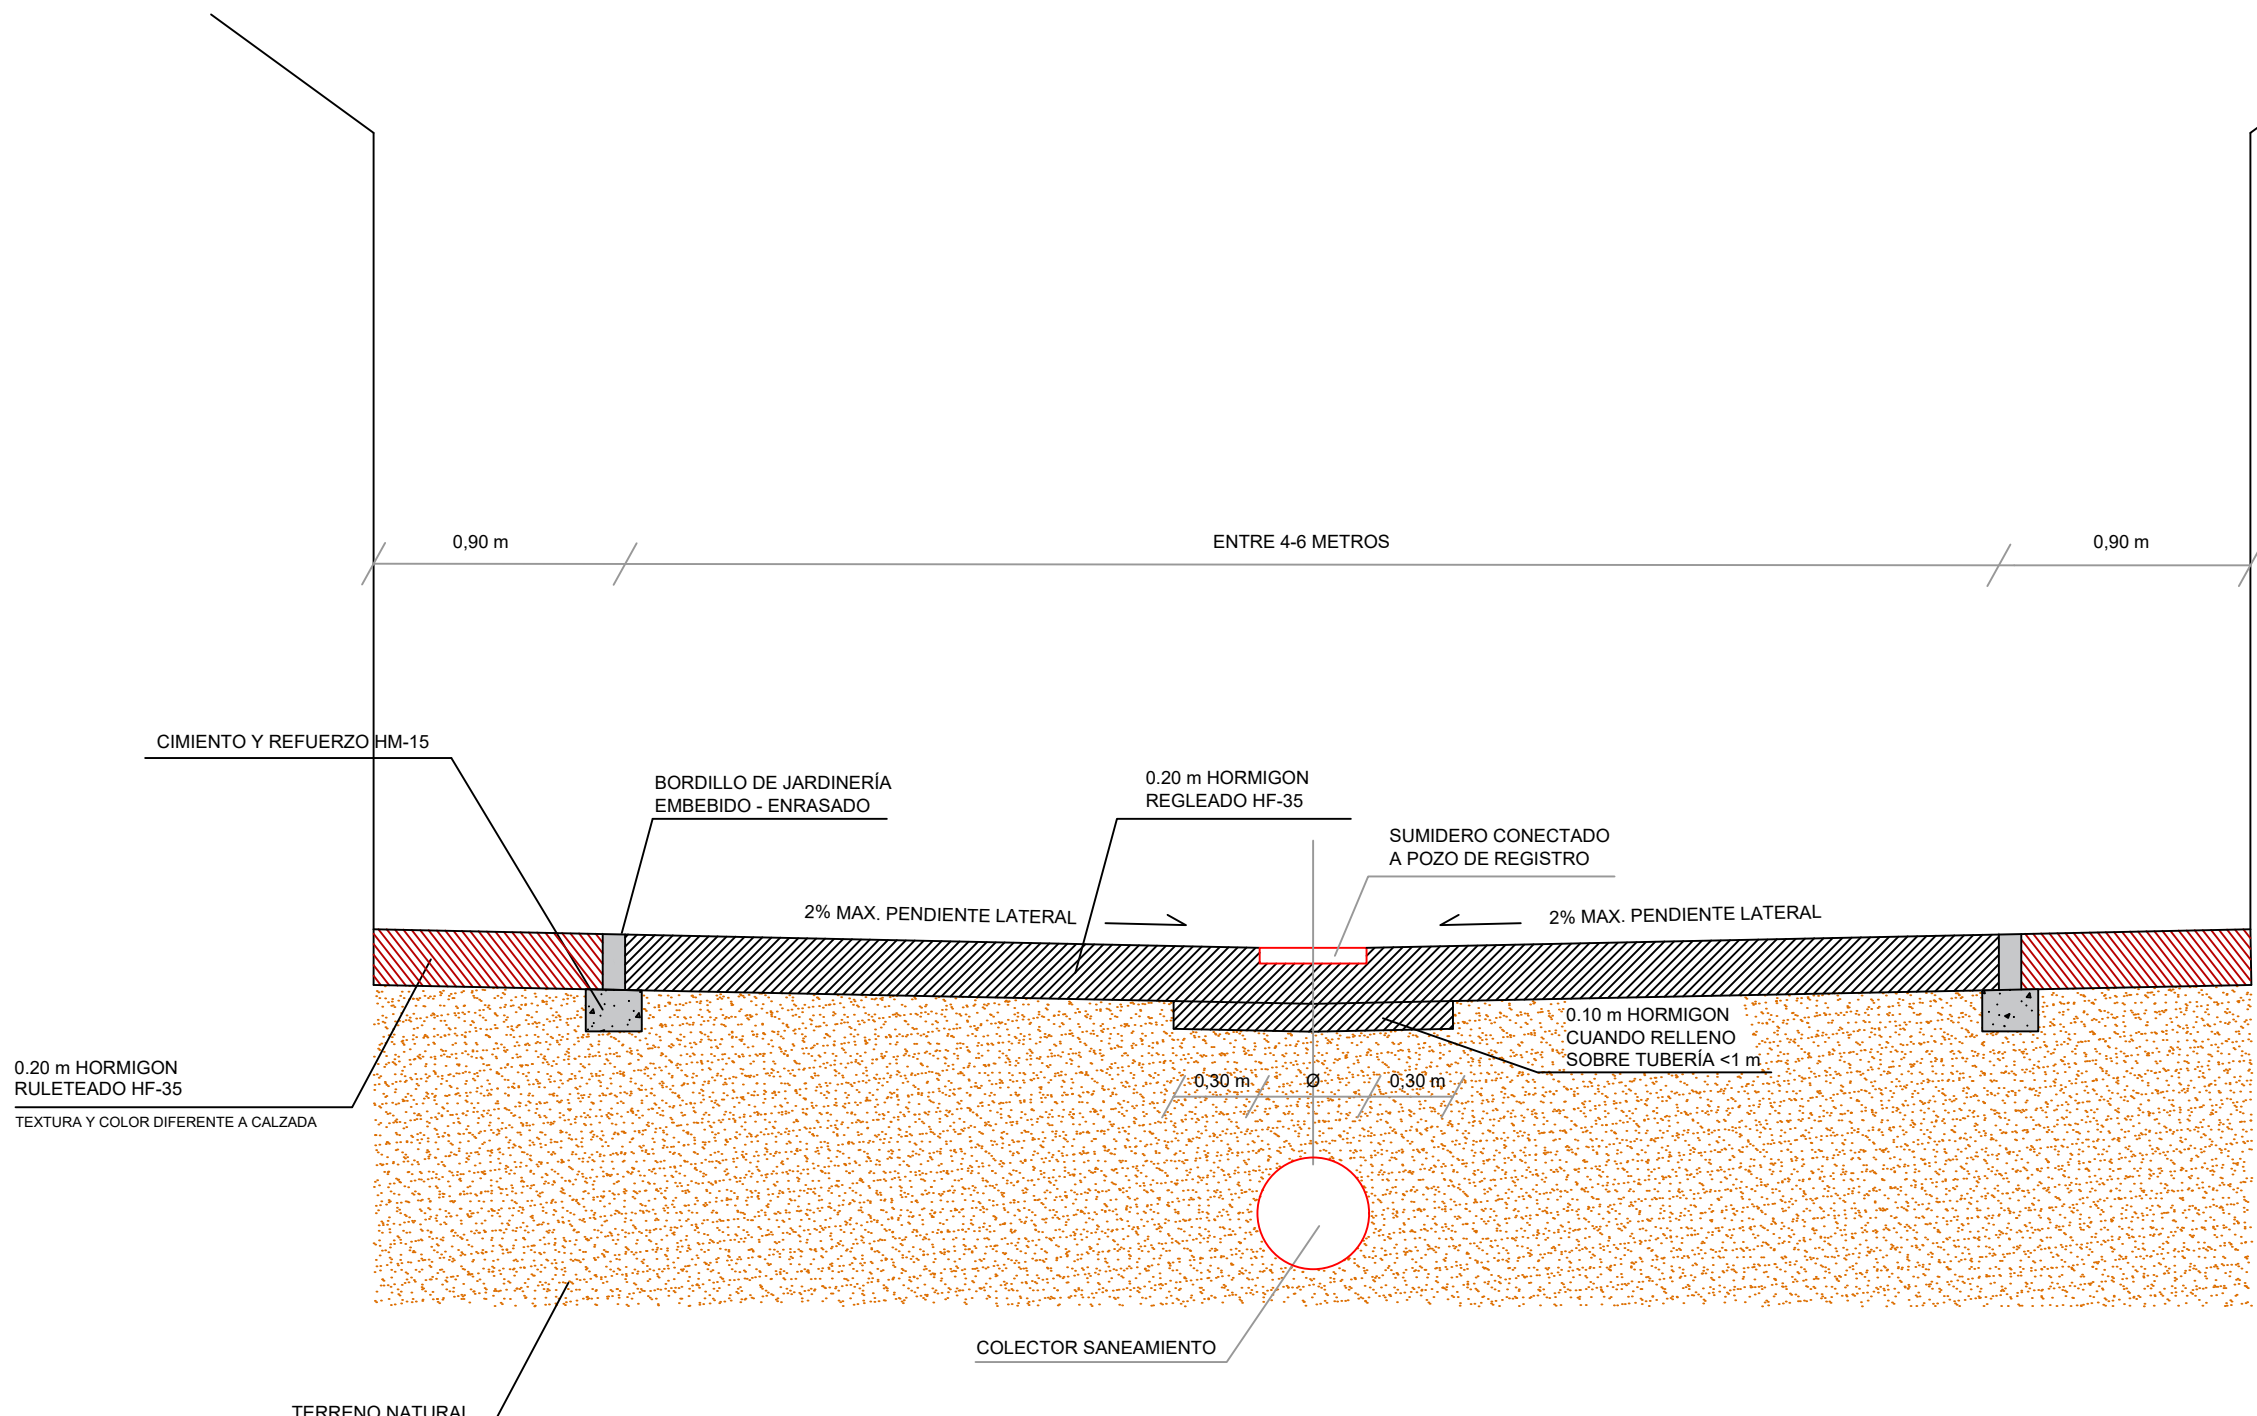 0,90 m
ENTRE 4-6 METROS
0,90 m
CIMIENTO Y REFUERZO HM-15
BORDILLO DE JARDINERÍA
EMBEBIDO - ENRASADO
0.20 m HORMIGON
REGLEADO HF-35
SUMIDERO CONECTADO
A POZO DE REGISTRO
2% MAX. PENDIENTE LATERAL
2% MAX. PENDIENTE LATERAL
0.10 m HORMIGON
CUANDO RELLENO
SOBRE TUBERÍA <1 m
0.20 m HORMIGON
RULETEADO HF-35
TEXTURA Y COLOR DIFERENTE A CALZADA
0,30 m
Ø
0,30 m
COLECTOR SANEAMIENTO
TERRENO NATURAL